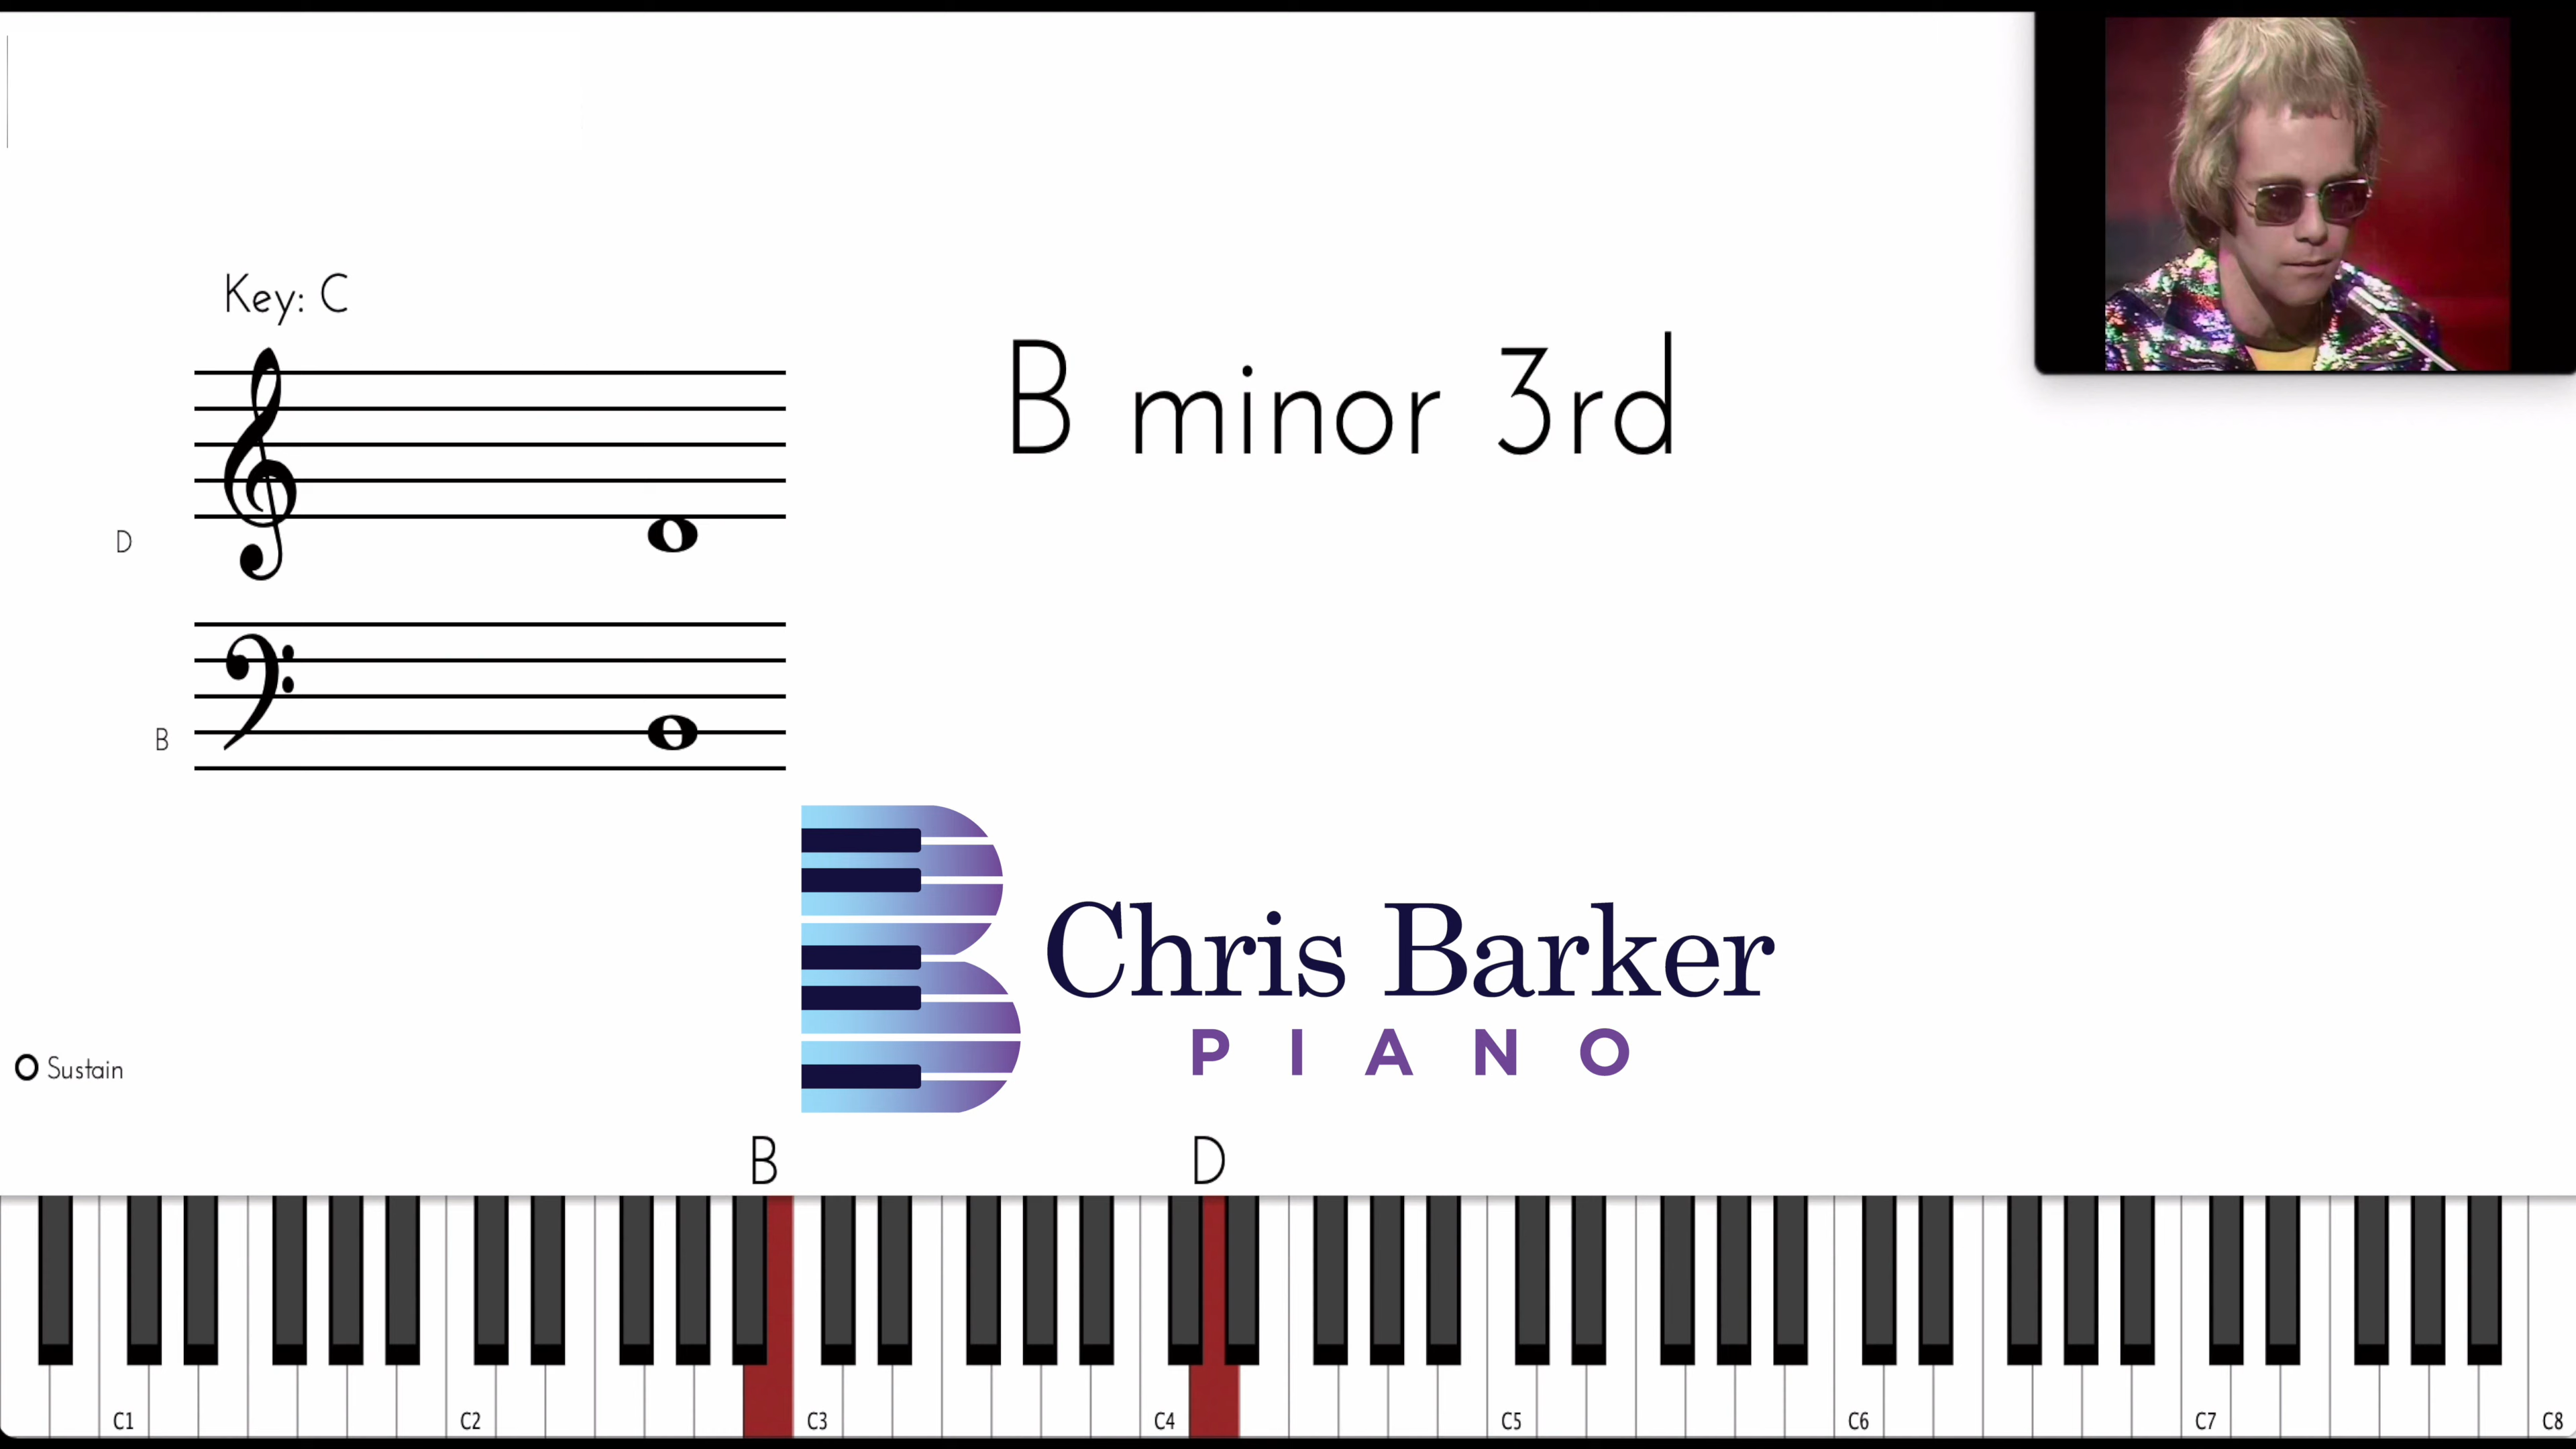 Key: C
B minor 3rd
D
B
Chris Barker
PIANO
Sustain
B D
C1 C2 C3 C4 C5 C6 C7 C8